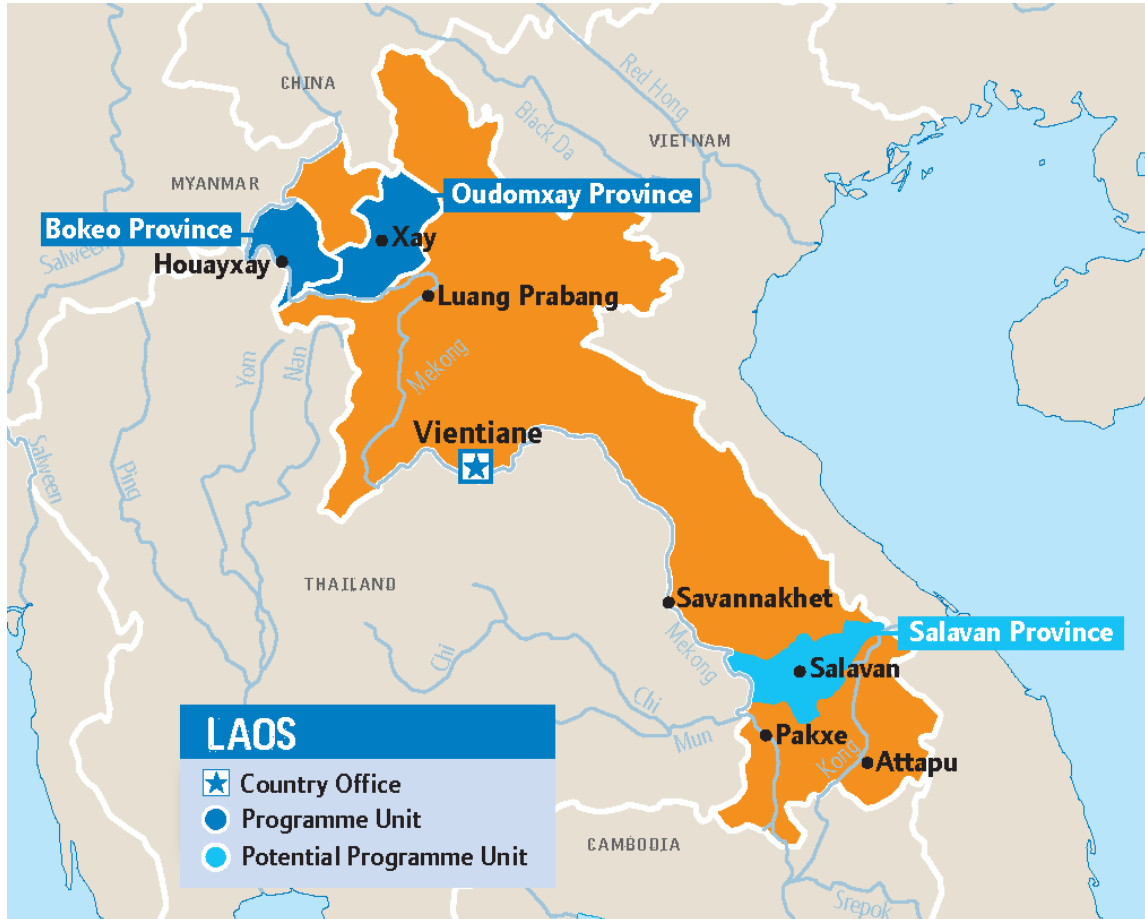 CHINA
Red Hong
Black Da
VIETNAM
MYANMAR
Oudomxay Province
Bokeo Province
Xay
Salween
Houayxay
Luang Prabang
Yom
Nan
Mekong
Vientiane
Salween
Ping
THAILAND
Savannakhet
Salavan Province
Chi
Mekong
Salavan
Chi
Mun
Pakxe
Kong
Attapu
LAOS
Country Office
Programme Unit
Potential Programme Unit
CAMBODIA
Srepok